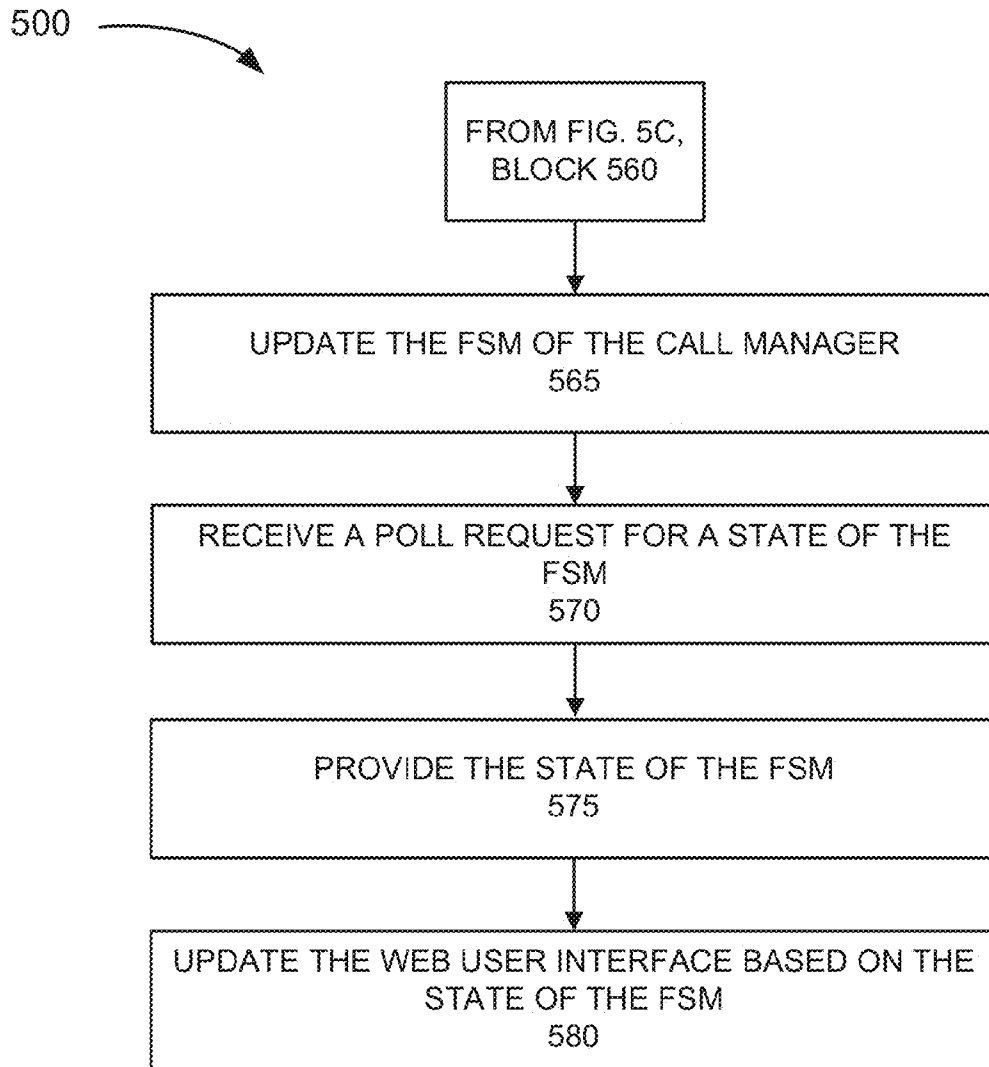 500
FROM FIG. 5C,
BLOCK 560
UPDATE THE FSM OF THE CALL MANAGER
565
RECEIVE A POLL REQUEST FOR A STATE OF THE
FSM
570
PROVIDE THE STATE OF THE FSM
575
UPDATE THE WEB USER INTERFACE BASED ON THE
STATE OF THE FSM
580